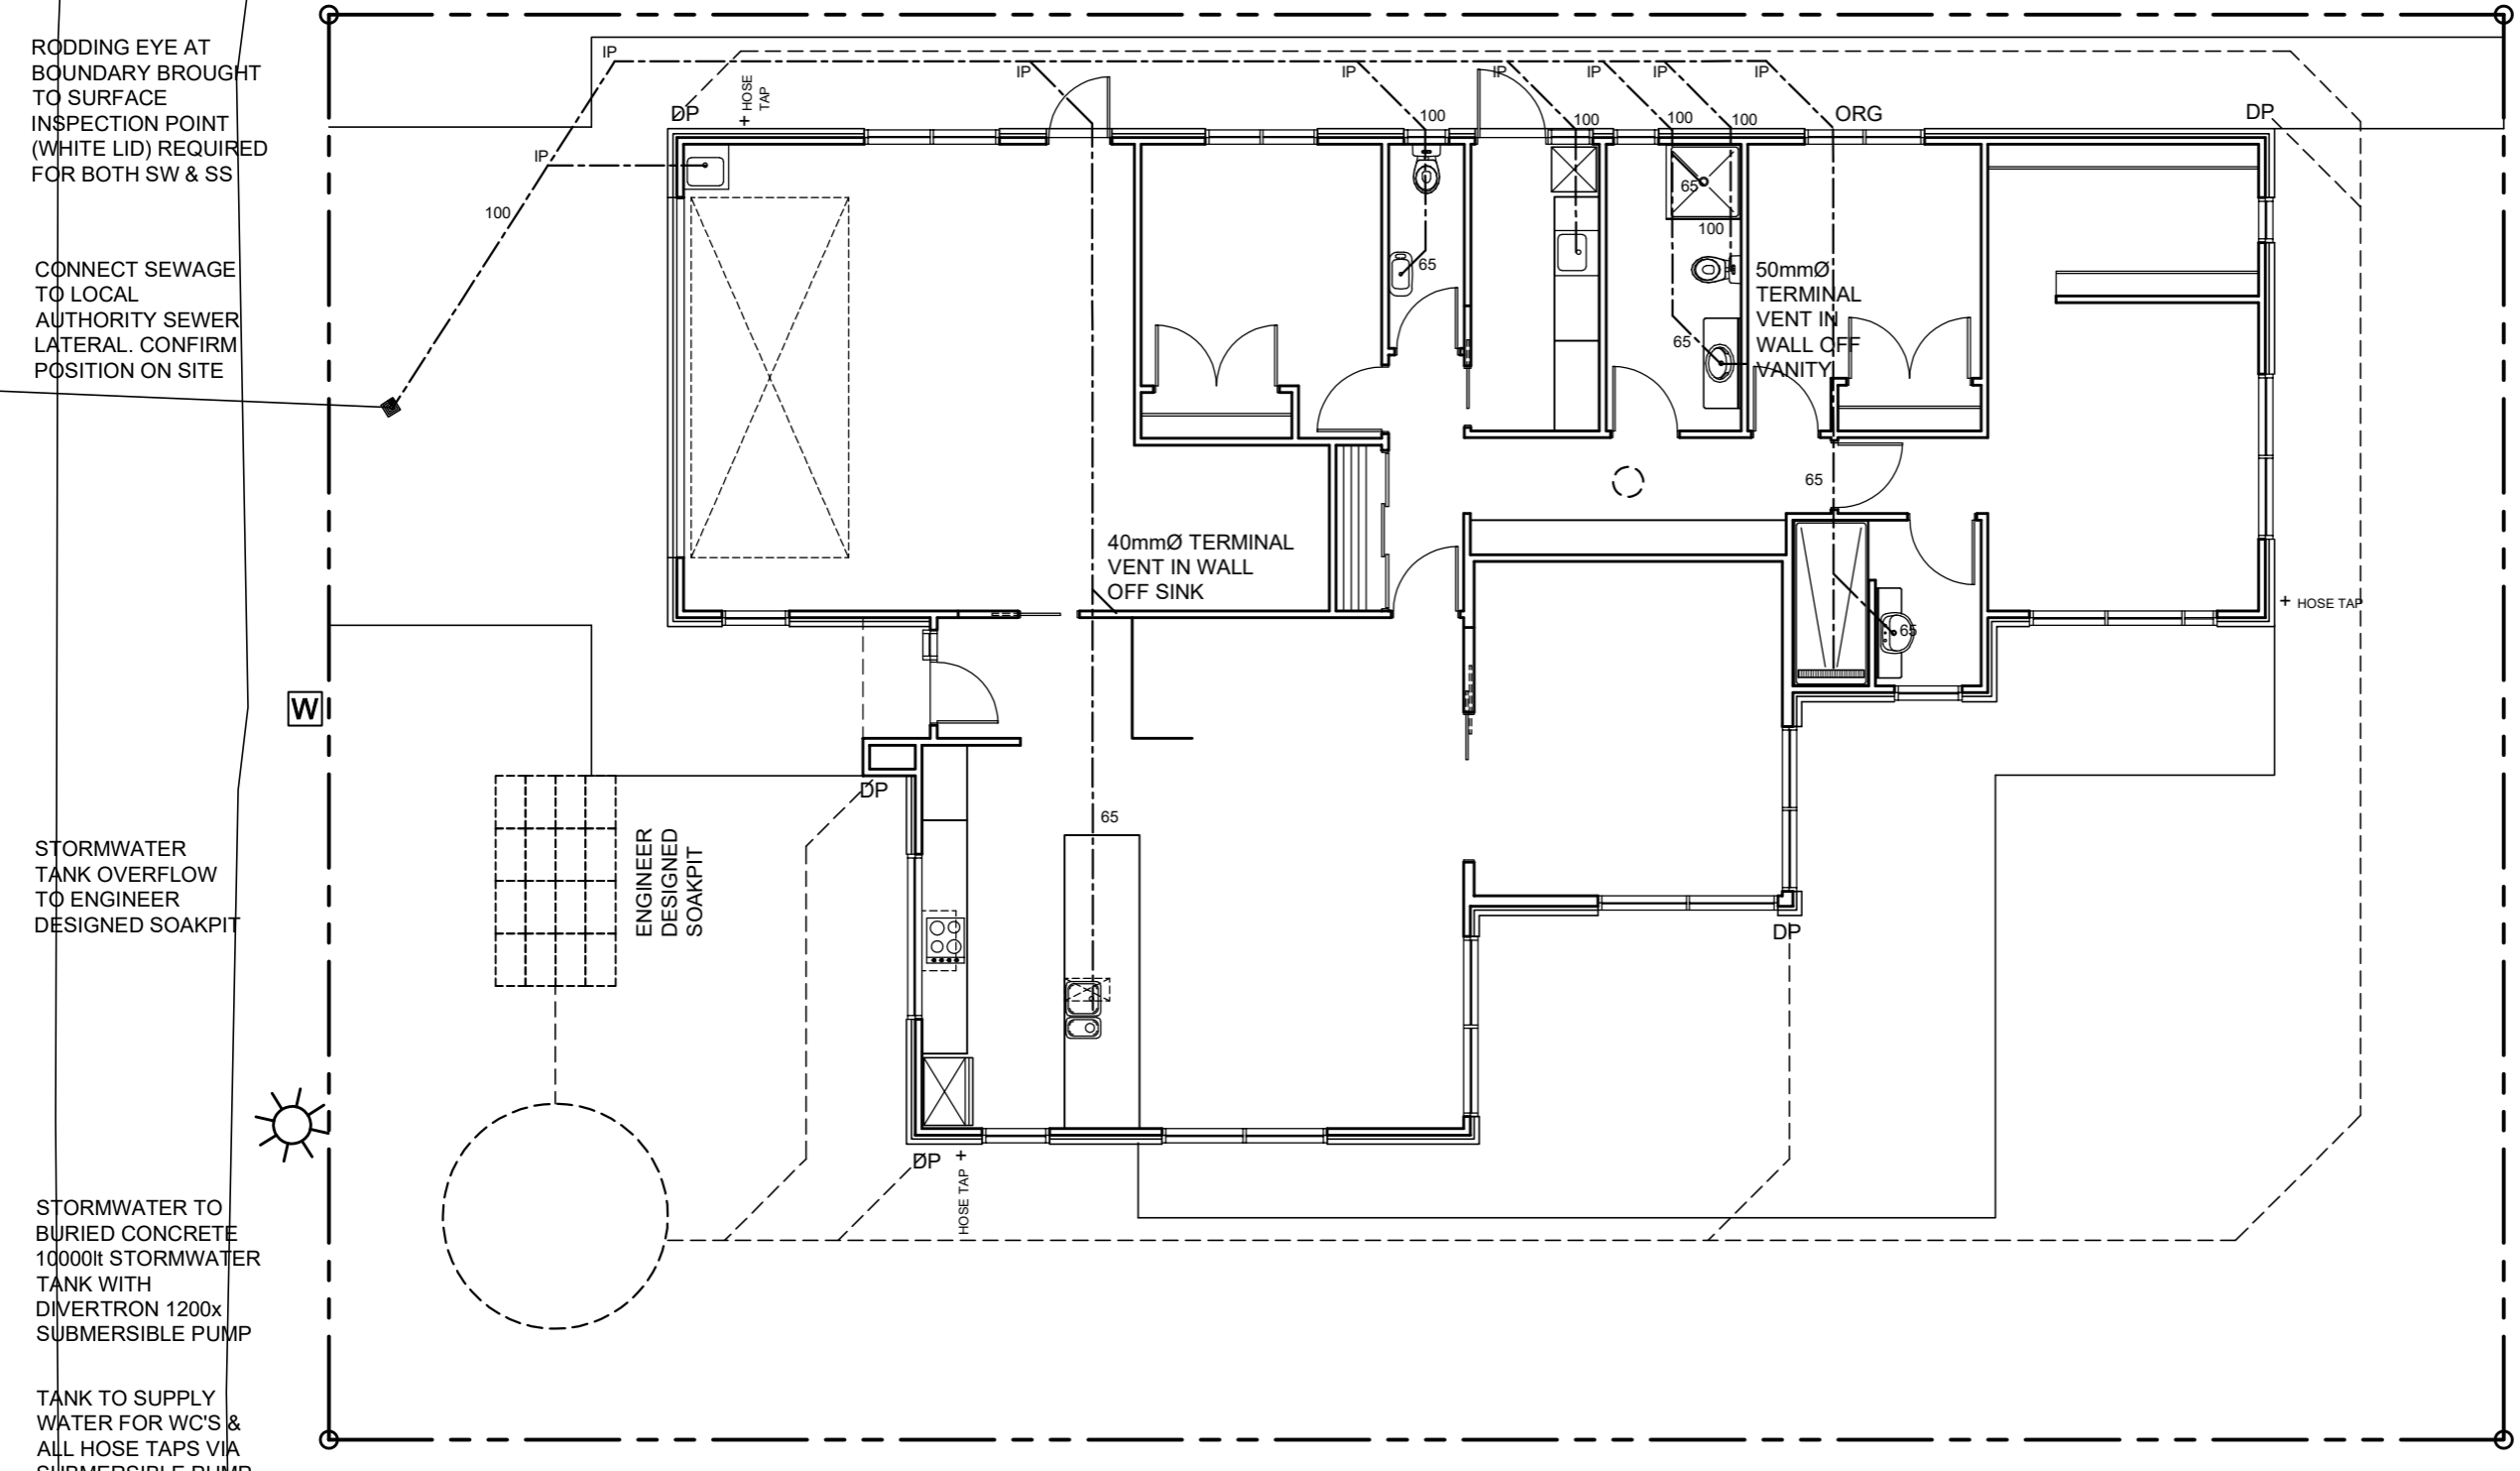 RODDING EYE AT
BOUNDARY BROUGHT
TO SURFACE
INSPECTION POINT
(WHITE LID) REQUIRED
FOR BOTH SW & SS
CONNECT SEWAGE
TO LOCAL
AUTHORITY SEWER
LATERAL. CONFIRM
POSITION ON SITE
STORMWATER
TANK OVERFLOW
TO ENGINEER
DESIGNED SOAKPIT
STORMWATER TO
BURIED CONCRETE
10000lt STORMWATER
TANK WITH
DIVERTRON 1200x
SUBMERSIBLE PUMP
TANK TO SUPPLY
WATER FOR WC'S &
ALL HOSE TAPS VIA
SUBMERSIBLE PUMP
W
IP
IP
IP
IP
IP
IP
IP
IP
100
DP
HOSE
TAP
100
100
100
100
ORG
DP
65
100
65
65
50mmØ
TERMINAL
VENT IN
WALL OFF
VANITY
65
40mmØ TERMINAL
VENT IN WALL
OFF SINK
65
HOSE TAP
DP
65
ENGINEER
DESIGNED
SOAKPIT
DP
DP
HOSE TAP